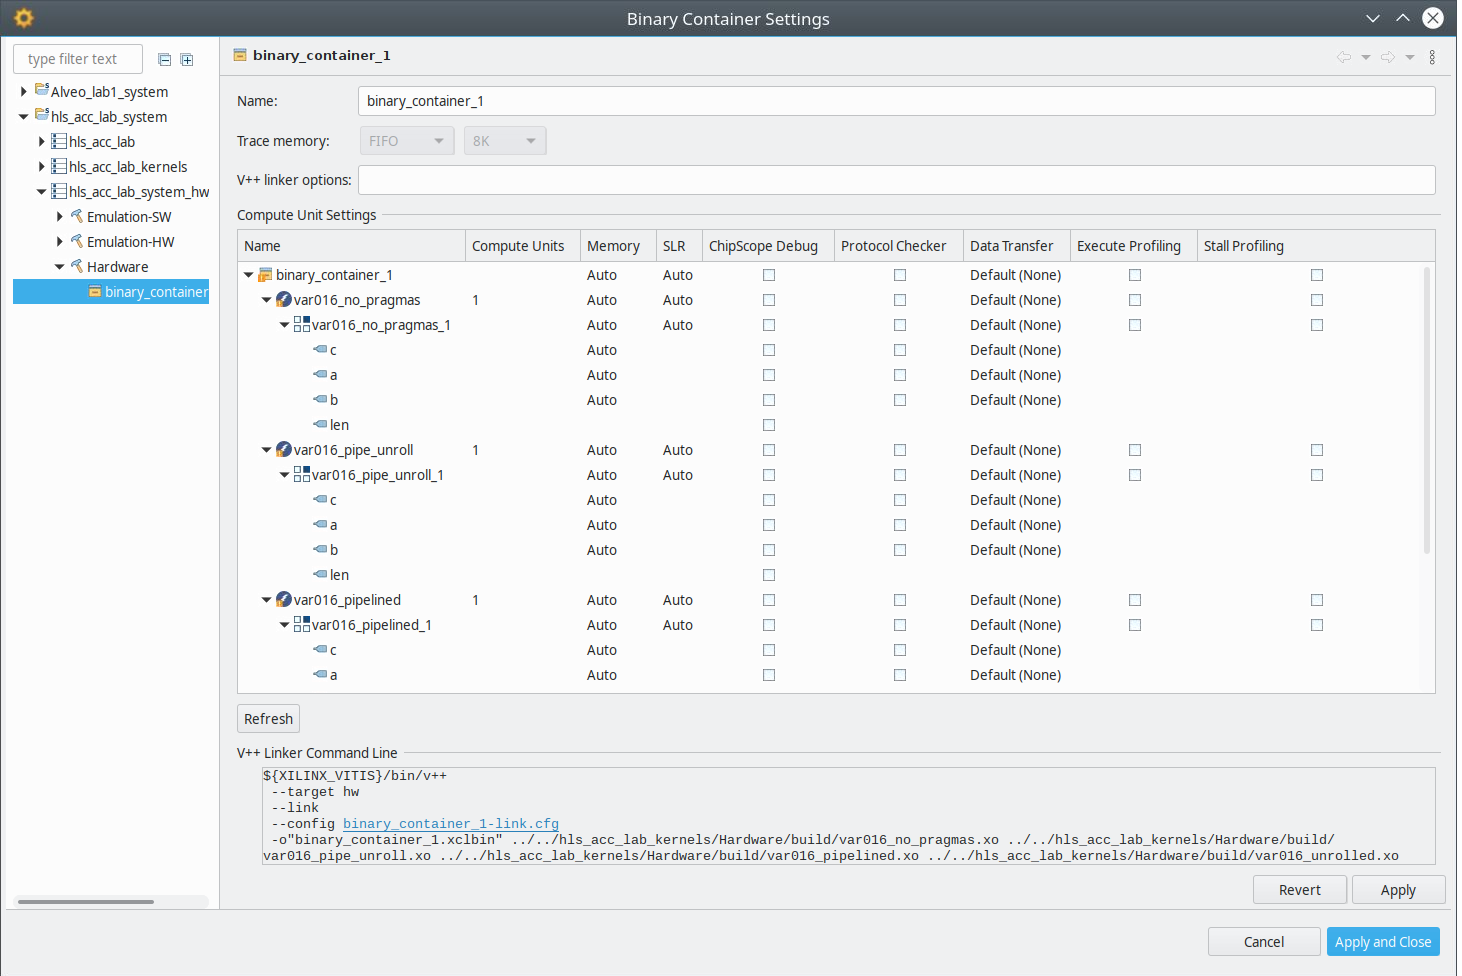 Binary Container Settings
type filter text
Alveo_lab1_system
hls_acc_lab_system
hls_acc_lab
hls_acc_lab_kernels
hls_acc_lab_system_hw
Emulation-SW
Emulation-HW
Hardware
binary_container
binary_container_1
Name: binary_container_1
Trace memory: FIFO 8K
V++ linker options:
Compute Unit Settings
Name Compute Units Memory SLR ChipScope Debug Protocol Checker Data Transfer Execute Profiling Stall Profiling
binary_container_1 Auto Auto Default (None)
var016_no_pragmas 1 Auto Auto Default (None)
var016_no_pragmas_1 Auto Auto Default (None)
c Auto Default (None)
a Auto Default (None)
b Auto Default (None)
len
var016_pipe_unroll 1 Auto Auto Default (None)
var016_pipe_unroll_1 Auto Auto Default (None)
c Auto Default (None)
a Auto Default (None)
b Auto Default (None)
len
var016_pipelined 1 Auto Auto Default (None)
var016_pipelined_1 Auto Auto Default (None)
c Auto Default (None)
a Auto Default (None)
Refresh
V++ Linker Command Line
${XILINX_VITIS}/bin/v++
--target hw
--link
--config binary_container_1-link.cfg
-o"binary_container_1.xclbin" ../../hls_acc_lab_kernels/Hardware/build/var016_no_pragmas.xo ../../hls_acc_lab_kernels/Hardware/build/
var016_pipe_unroll.xo ../../hls_acc_lab_kernels/Hardware/build/var016_pipelined.xo ../../hls_acc_lab_kernels/Hardware/build/var016_unrolled.xo
Revert Apply
Cancel Apply and Close